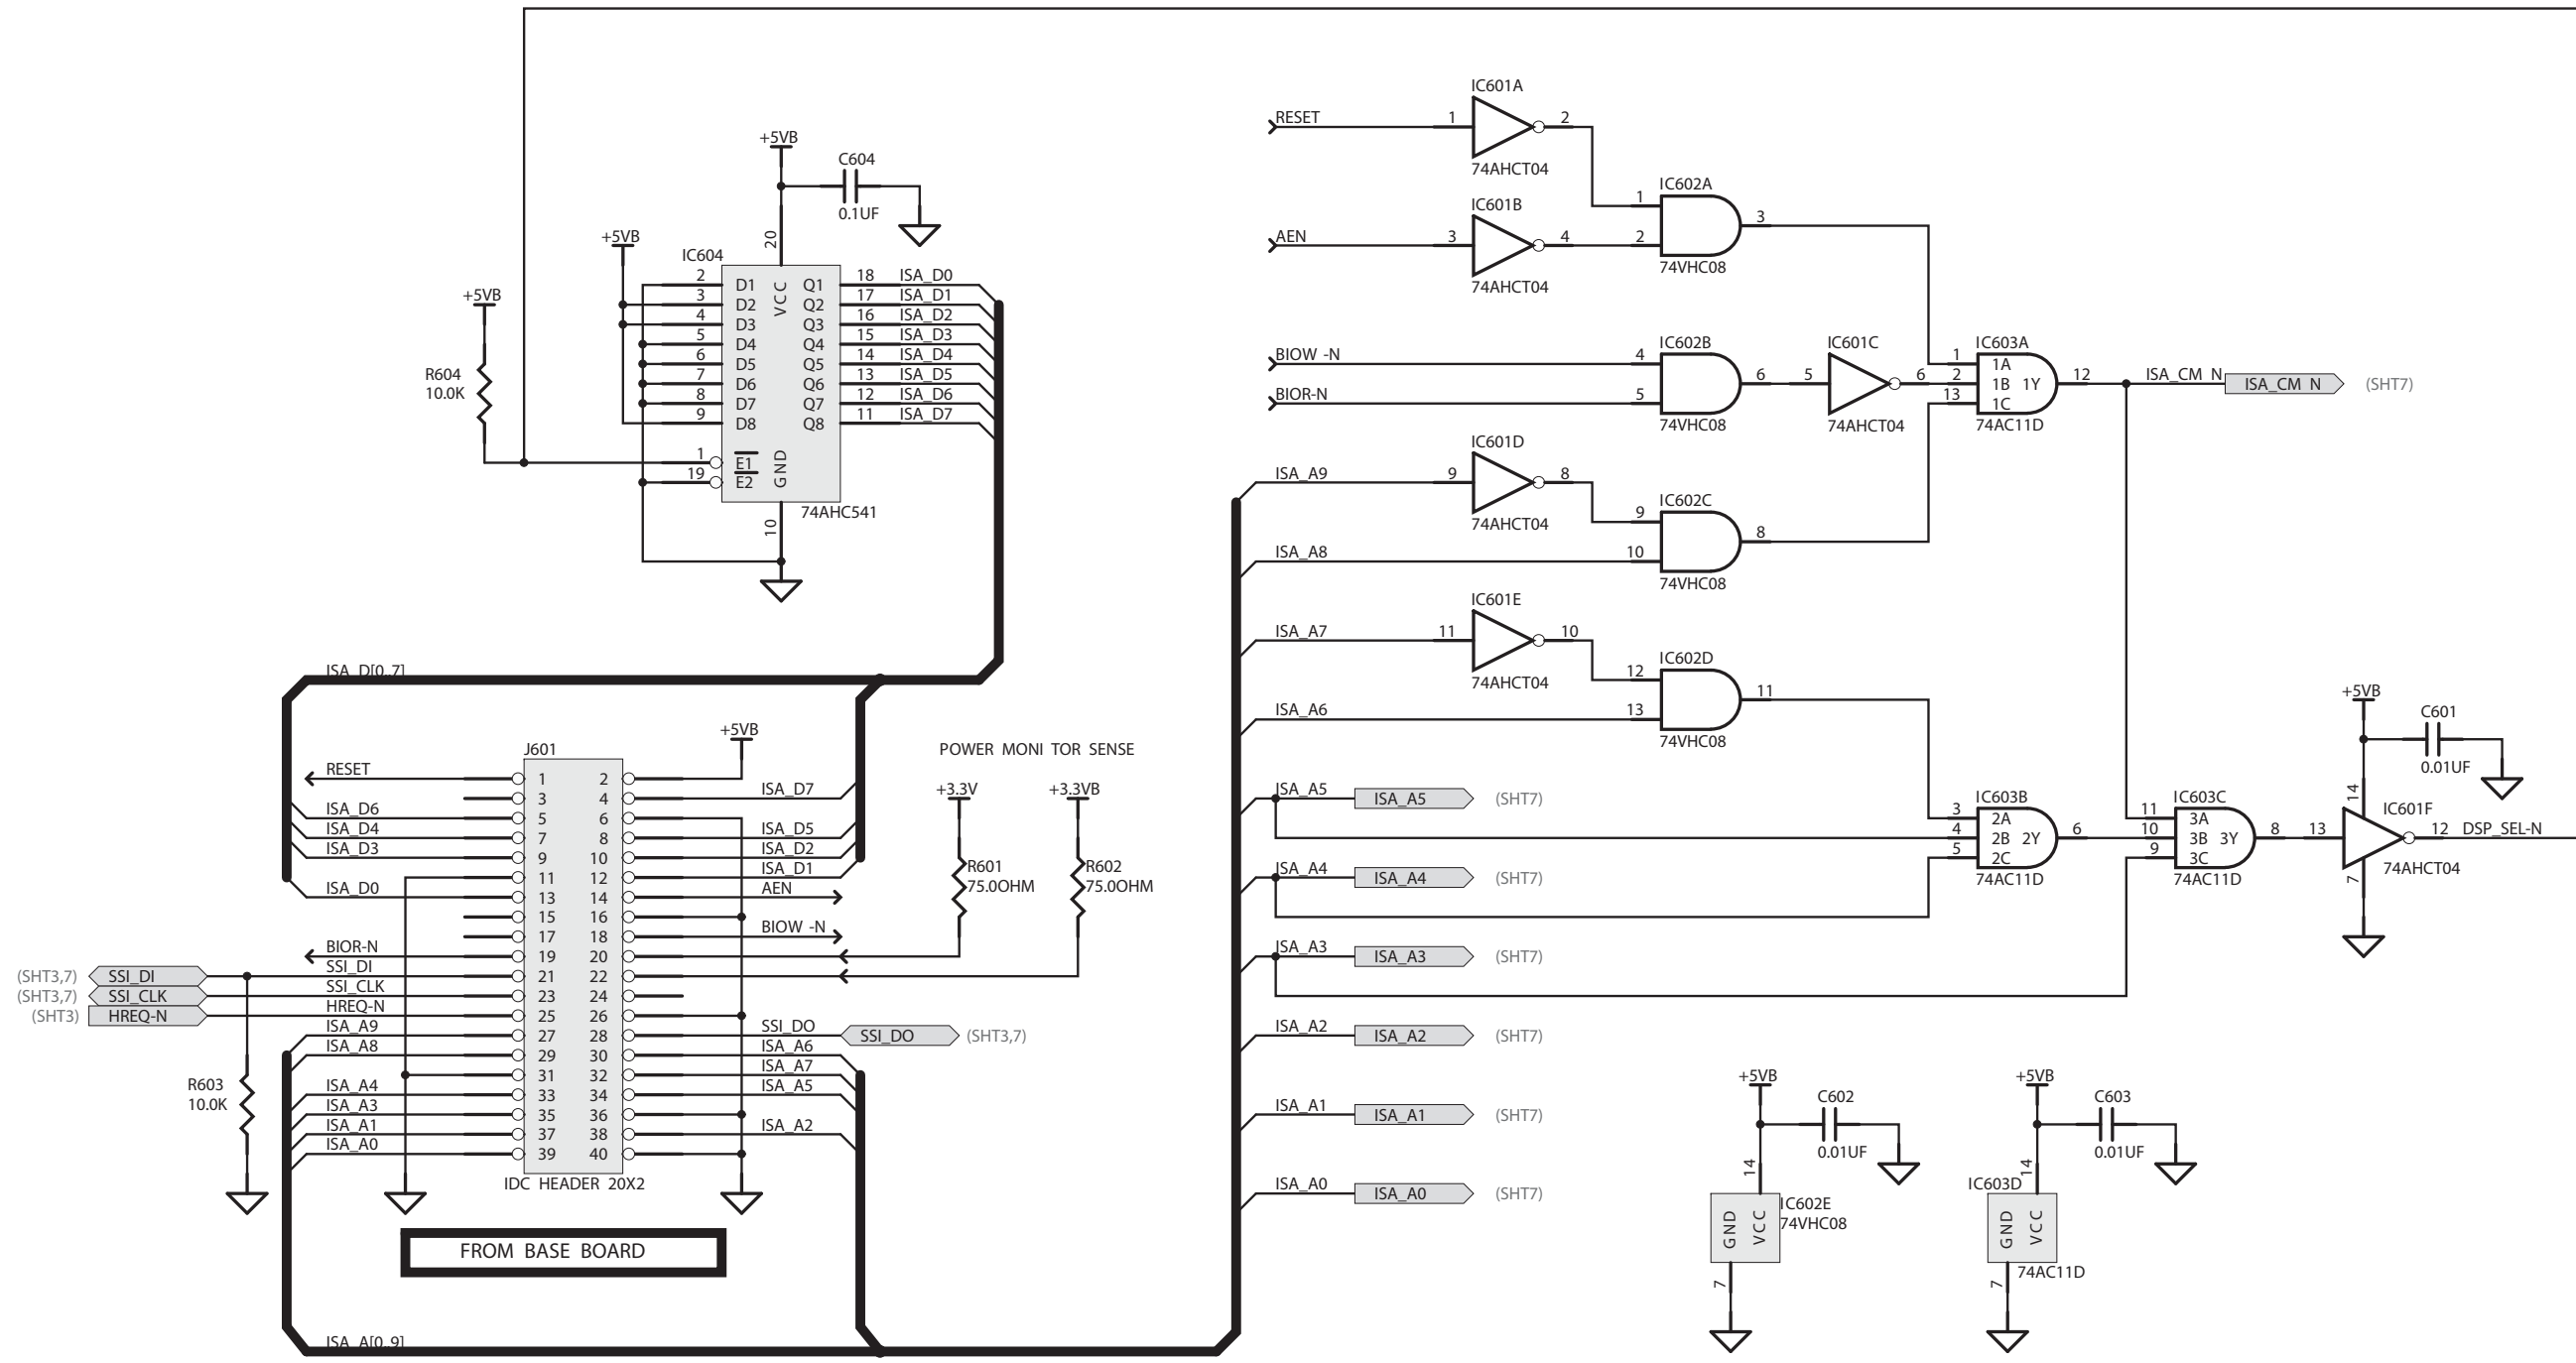 IC601A
RESET
1
2
74AHCT04
+5VB
C604
0.1UF
20
IC602A
1
2
3
74VHC08
IC601B
AEN
3
4
74AHCT04
+5VB
IC604
2 D1 VCC Q1 18 ISA_D0
3 D2 Q2 17 ISA_D1
4 D3 Q3 16 ISA_D2
5 D4 Q4 15 ISA_D3
6 D5 Q5 14 ISA_D4
7 D6 Q6 13 ISA_D5
8 D7 Q7 12 ISA_D6
9 D8 Q8 11 ISA_D7
1 E1 GND
19 E2
10
74AHC541
+5VB
R604
10.0K
BIOW -N
BIOR-N
IC602B
4
5
6
74VHC08
IC601C
5
6
74AHCT04
IC603A
1 1A
2 1B 1Y 12
13 1C
74AC11D
ISA_CM N
ISA_CM N
(SHT7)
IC601D
ISA_A9
9
8
74AHCT04
IC602C
9
10
8
74VHC08
ISA_A8
IC601E
ISA_A7
11
10
74AHCT04
IC602D
12
13
11
74VHC08
ISA_A6
ISA_D[0..7]
J601
+5VB
RESET 1 2
3 4 ISA_D7
ISA_D6 5 6
ISA_D4 7 8 ISA_D5
ISA_D3 9 10 ISA_D2
11 12 ISA_D1
ISA_D0 13 14 AEN
15 16
17 18 BIOW -N
BIOR-N 19 20
(SHT3,7) SSI_DI SSI_DI 21 22
(SHT3,7) SSI_CLK SSI_CLK 23 24
(SHT3) HREQ-N HREQ-N 25 26
ISA_A9 27 28 SSI_DO SSI_DO (SHT3,7)
ISA_A8 29 30 ISA_A6
31 32 ISA_A7
ISA_A4 33 34 ISA_A5
ISA_A3 35 36
ISA_A1 37 38 ISA_A2
ISA_A0 39 40
IDC HEADER 20X2
R603
10.0K
FROM BASE BOARD
ISA_A[0..9]
POWER MONI TOR SENSE
+3.3V
+3.3VB
R601
75.0OHM
R602
75.0OHM
ISA_A5 ISA_A5 (SHT7)
ISA_A4 ISA_A4 (SHT7)
ISA_A3 ISA_A3 (SHT7)
ISA_A2 ISA_A2 (SHT7)
ISA_A1 ISA_A1 (SHT7)
ISA_A0 ISA_A0 (SHT7)
IC603B
3 2A
4 2B 2Y 6
5 2C
74AC11D
IC603C
11 3A
10 3B 3Y 8
9 3C
74AC11D
+5VB
C601
0.01UF
14
IC601F
13
12
DSP_SEL-N
74AHCT04
7
+5VB
C602
0.01UF
14
IC602E
74VHC08
GND VCC
7
+5VB
C603
0.01UF
14
IC603D
GND VCC
74AC11D
7